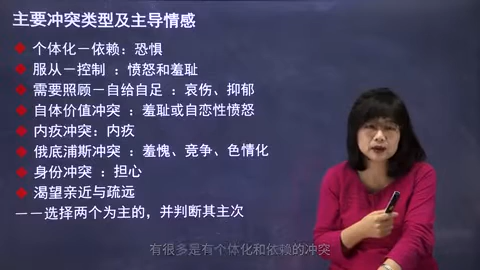 主要冲突类型及主导情感
◆ 个体化－依赖：恐惧
◆ 服从－控制 ：愤怒和羞耻
◆ 需要照顾－自给自足 ：哀伤、抑郁
◆ 自体价值冲突 ：羞耻或自恋性愤怒
◆ 内疚冲突：内疚
◆ 俄底浦斯冲突 ：羞愧、竞争、色情化
◆ 身份冲突 ：担心
◆ 渴望亲近与疏远
－－选择两个为主的，并判断其主次
有很多是有个体化和依赖的冲突